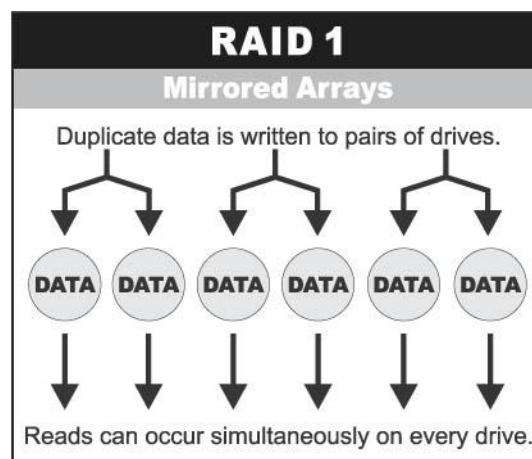 RAID 1
Mirrored Arrays
Duplicate data is written to pairs of drives.
DATA DATA DATA DATA DATA DATA
Reads can occur simultaneously on every drive.